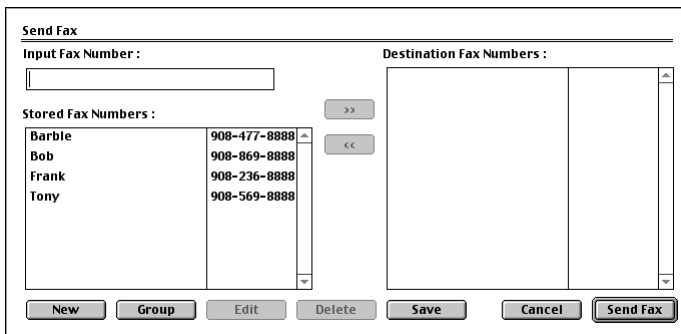 Send Fax
Input Fax Number :
Destination Fax Numbers :
>>
Stored Fax Numbers :
<<
Barble 908-477-8888
Bob 908-869-8888
Frank 908-236-8888
Tony 908-569-8888
New Group Edit Delete Save Cancel Send Fax